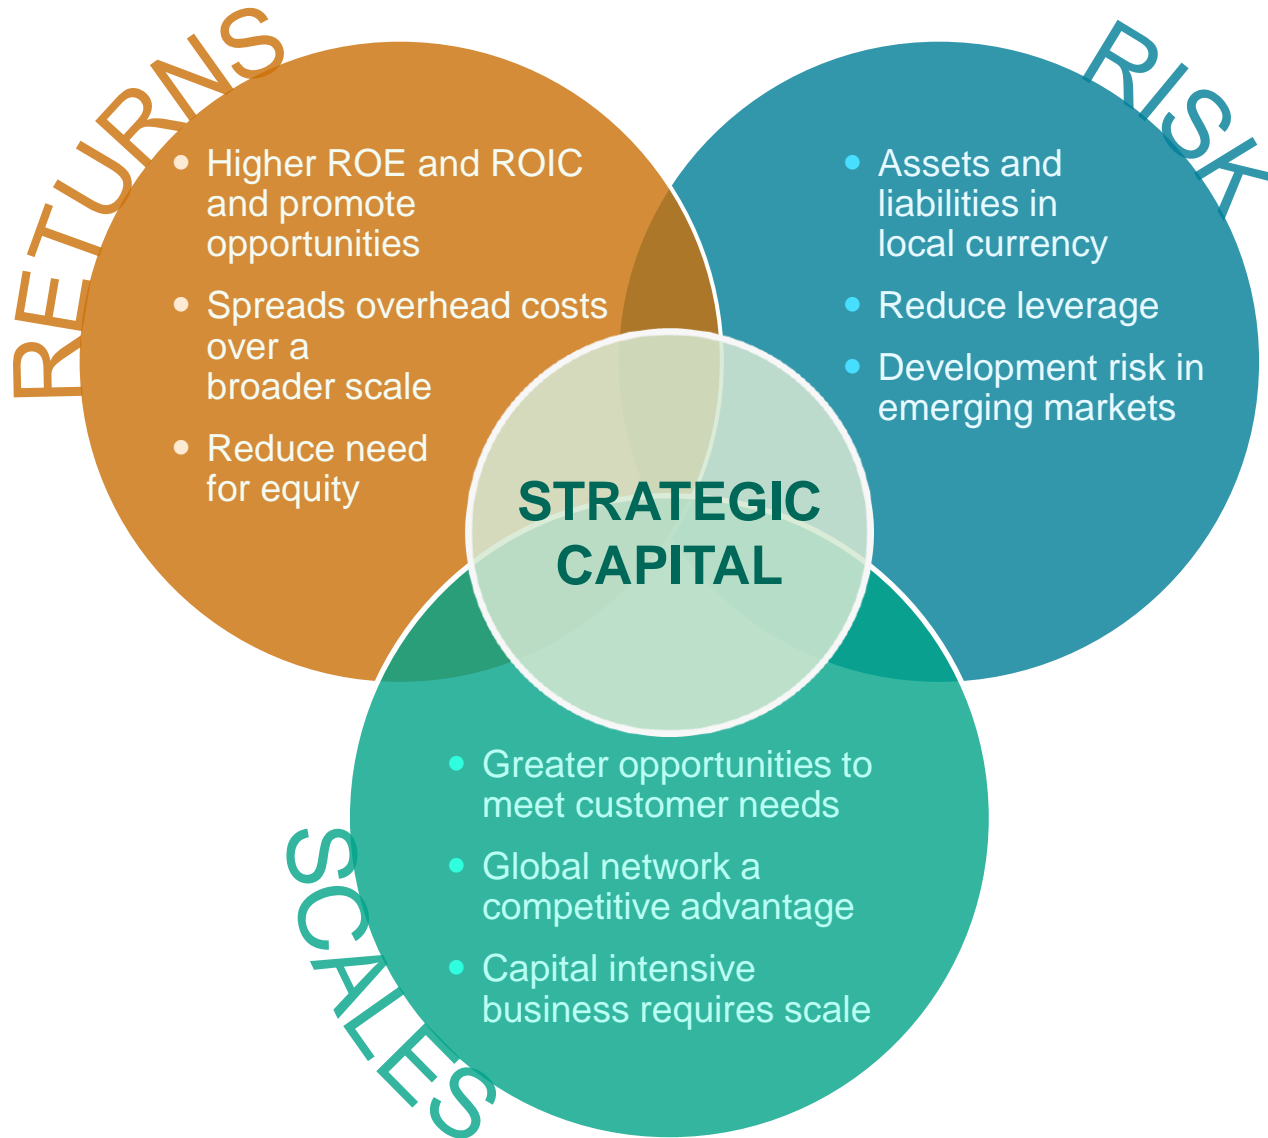 RETURNS
• Higher ROE and ROIC
and promote
opportunities
• Spreads overhead costs
over a
broader scale
• Reduce need
for equity
RISK
• Assets and
liabilities in
local currency
• Reduce leverage
• Development risk in
emerging markets
STRATEGIC
CAPITAL
SCALES
• Greater opportunities to
meet customer needs
• Global network a
competitive advantage
• Capital intensive
business requires scale